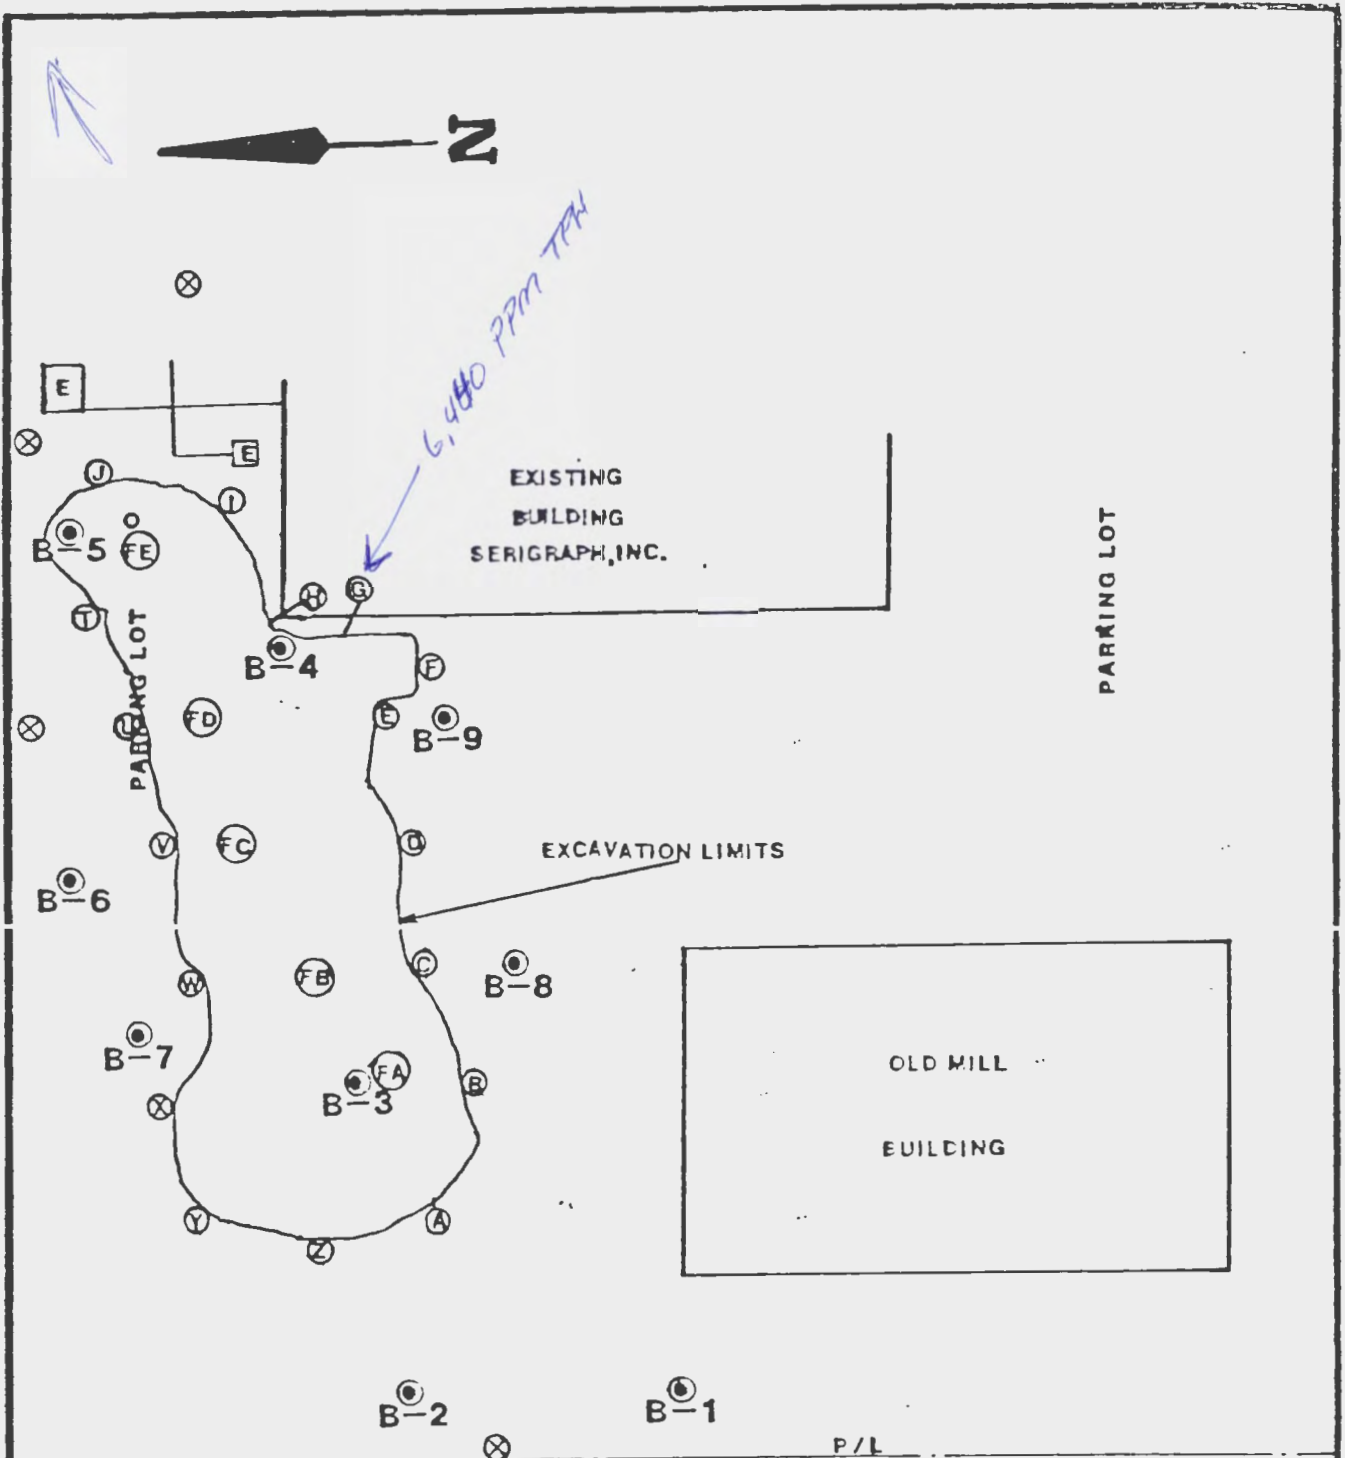 N
6,440 PPM TPH
E
E
J
I
EXISTING
BUILDING
SERIGRAPH,INC.
B-5
FE
H
G
T
PARKING LOT
PARKING LOT
B-4
F
FD
E
B-9
U
V
FC
D
EXCAVATION LIMITS
B-6
W
FB
C
B-8
B-7
FA
B
B-3
OLD MILL
BUILDING
X
Y
Z
A
B-2
B-1
P/L